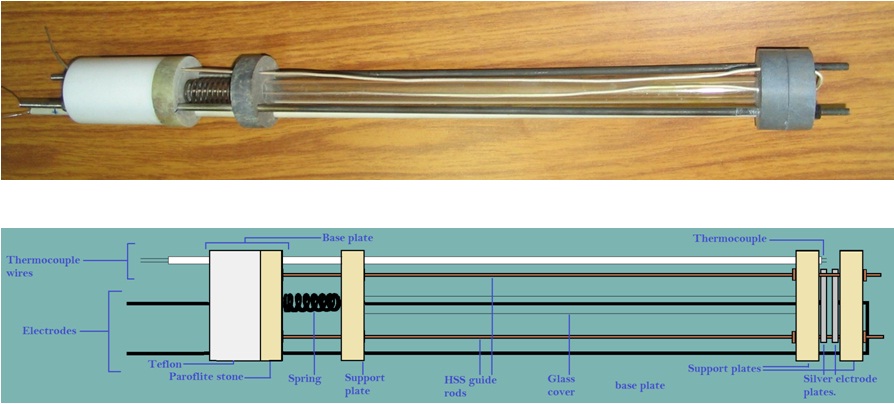 Base plate
Thermocouple
Thermocouple
wires
Electrodes
Teflon
Paroflite stone
Spring
Support
plate
HSS guide
rods
Glass
cover
base plate
Support plates
Silver elctrode
plates.